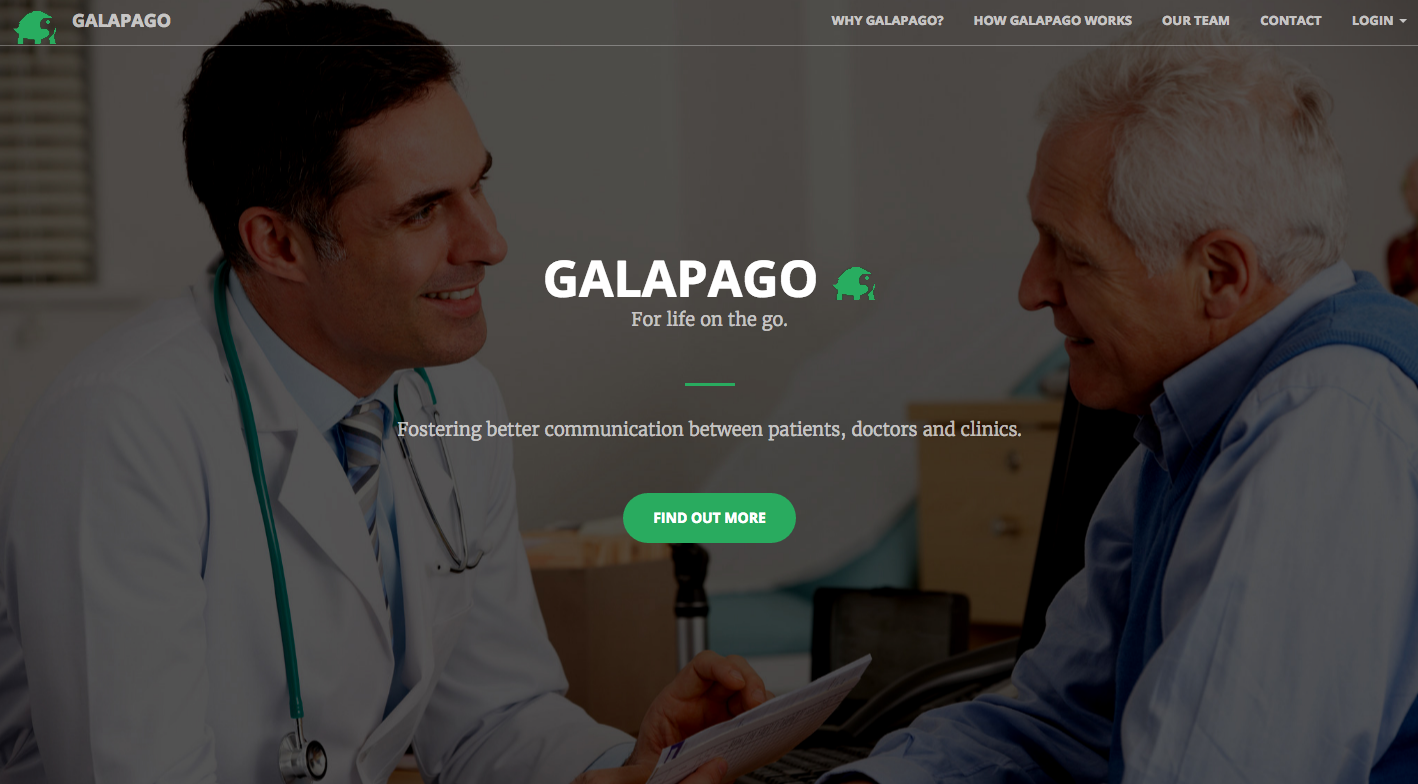 GALAPAGO
WHY GALAPAGO?
HOW GALAPAGO WORKS
OUR TEAM
CONTACT
LOGIN
GALAPAGO
For life on the go.
Fostering better communication between patients, doctors and clinics.
FIND OUT MORE